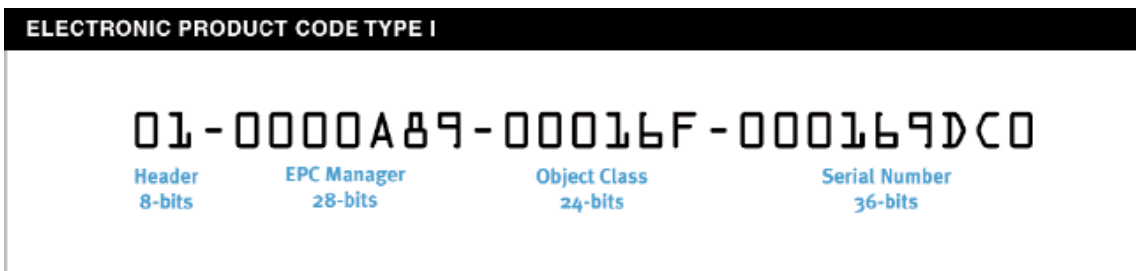 ELECTRONIC PRODUCT CODE TYPE I
01-0000A89-00016F-000169DC0
Header EPC Manager Object Class Serial Number
8-bits 28-bits 24-bits 36-bits